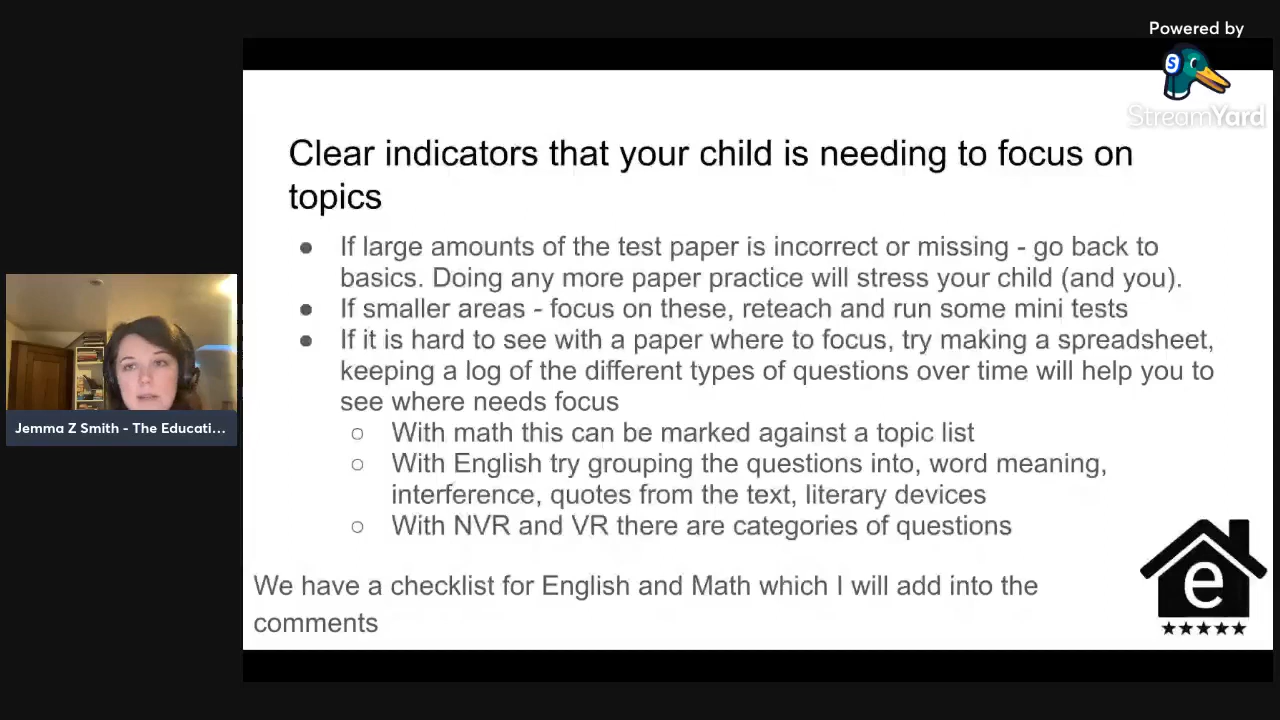 Powered by
S
StreamYard
Clear indicators that your child is needing to focus on
topics
● If large amounts of the test paper is incorrect or missing - go back to
basics. Doing any more paper practice will stress your child (and you).
● If smaller areas - focus on these, reteach and run some mini tests
● If it is hard to see with a paper where to focus, try making a spreadsheet,
keeping a log of the different types of questions over time will help you to
see where needs focus
○ With math this can be marked against a topic list
○ With English try grouping the questions into, word meaning,
interference, quotes from the text, literary devices
○ With NVR and VR there are categories of questions
We have a checklist for English and Math which I will add into the
comments
e
Jemma Z Smith - The Educati...